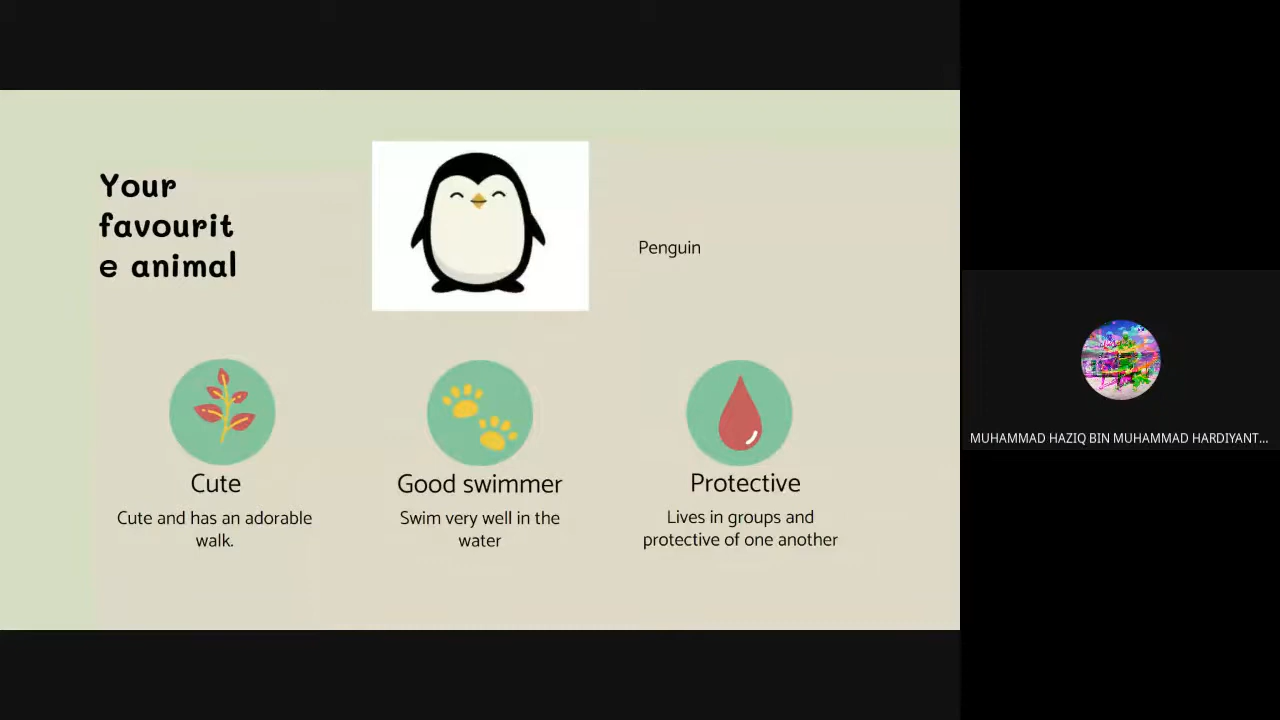 Your
favourit
e animal
Penguin
Cute
Cute and has an adorable
walk.
Good swimmer
Swim very well in the
water
Protective
Lives in groups and
protective of one another
MUHAMMAD HAZIQ BIN MUHAMMAD HARDIYANT...